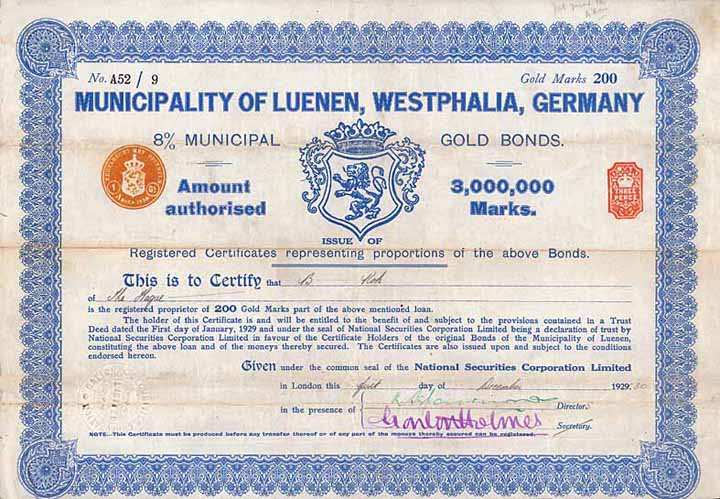 No. A52 / 9
Gold Marks 200
MUNICIPALITY OF LUENEN, WESTPHALIA, GERMANY
8% MUNICIPAL GOLD BONDS.
Amount authorised
3,000,000 Marks.
THREE PENCE
ISSUE OF
Registered Certificates representing proportions of the above Bonds.
This is to Certify that B
of The Hague
is the registered proprietor of 200 Gold Marks part of the above mentioned loan.
The holder of this Certificate is and will be entitled to the benefit of and subject to the provisions contained in a Trust
Deed dated the First day of January, 1929 and under the seal of National Securities Corporation Limited being a declaration of trust by
National Securities Corporation Limited in favour of the Certificate Holders of the original Bonds of the Municipality of Luenen,
constituting the above loan and of the moneys thereby secured. The Certificates are also issued upon and subject to the conditions
endorsed hereon.
Given under the common seal of the National Securities Corporation Limited
in London this first day of December 1929 30
in the presence of
Director.
Gordon Holmes
Secretary.
NOTE—This Certificate must be produced before any transfer thereof or of any part of the moneys thereby assured can be registered.